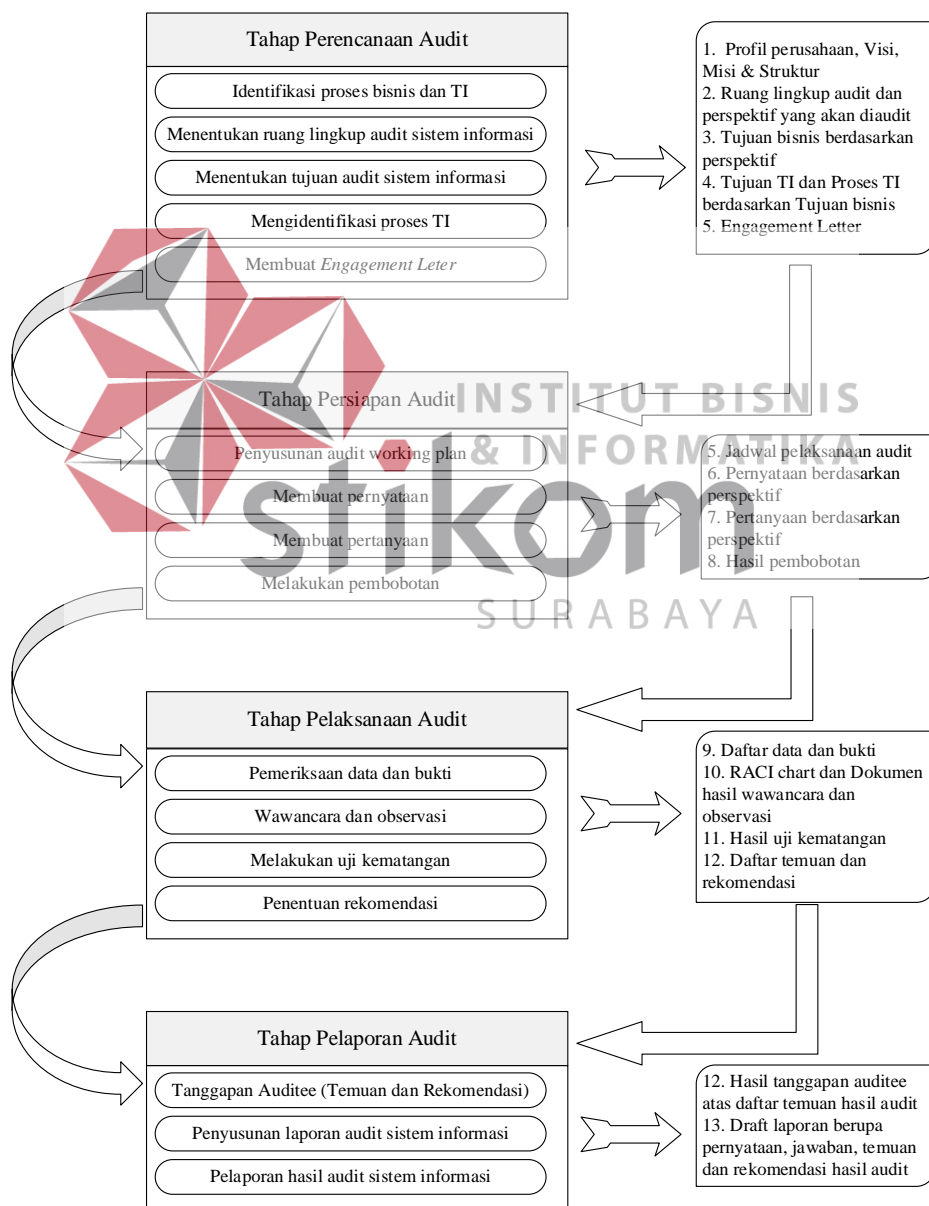 Tahap Perencanaan Audit
Identifikasi proses bisnis dan TI
Menentukan ruang lingkup audit sistem informasi
Menentukan tujuan audit sistem informasi
Mengidentifikasi proses TI
Membuat Engagement Leter
1. Profil perusahaan, Visi,
Misi & Struktur
2. Ruang lingkup audit dan
perspektif yang akan diaudit
3. Tujuan bisnis berdasarkan
perspektif
4. Tujuan TI dan Proses TI
berdasarkan Tujuan bisnis
5. Engagement Letter
Tahap Persiapan Audit
Penyusunan audit working plan
Membuat pernyataan
Membuat pertanyaan
Melakukan pembobotan
5. Jadwal pelaksanaan audit
6. Pernyataan berdasarkan
perspektif
7. Pertanyaan berdasarkan
perspektif
8. Hasil pembobotan
INSTITUT BISNIS
& INFORMATIKA
stikom
SURABAYA
Tahap Pelaksanaan Audit
Pemeriksaan data dan bukti
Wawancara dan observasi
Melakukan uji kematangan
Penentuan rekomendasi
9. Daftar data dan bukti
10. RACI chart dan Dokumen
hasil wawancara dan
observasi
11. Hasil uji kematangan
12. Daftar temuan dan
rekomendasi
Tahap Pelaporan Audit
Tanggapan Auditee (Temuan dan Rekomendasi)
Penyusunan laporan audit sistem informasi
Pelaporan hasil audit sistem informasi
12. Hasil tanggapan auditee
atas daftar temuan hasil audit
13. Draft laporan berupa
pernyataan, jawaban, temuan
dan rekomendasi hasil audit